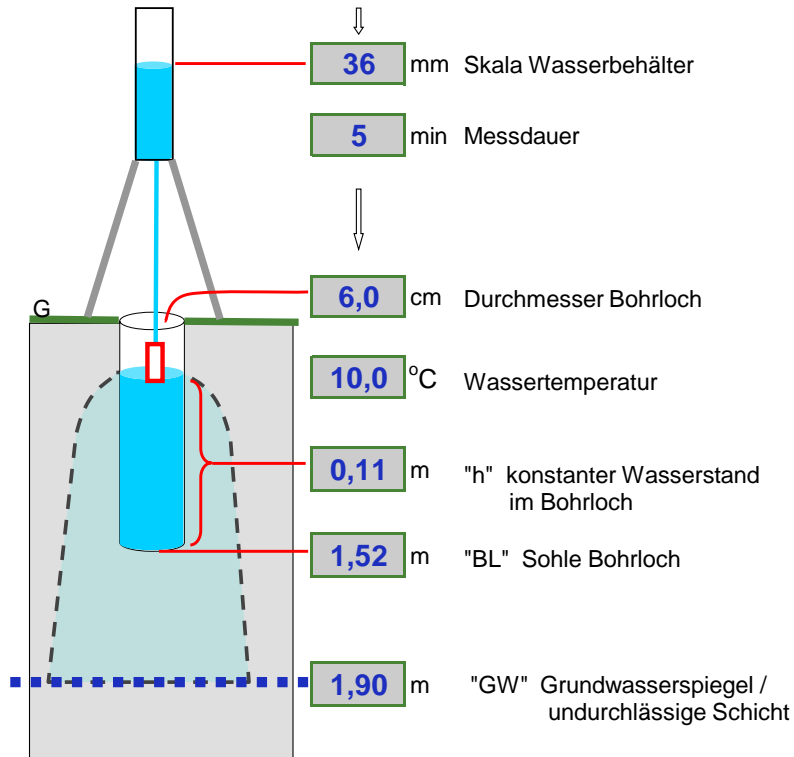 36 mm Skala Wasserbehälter
5 min Messdauer
6,0 cm Durchmesser Bohrloch
G
10,0 °C Wassertemperatur
0,11 m "h" konstanter Wasserstand
im Bohrloch
1,52 m "BL" Sohle Bohrloch
1,90 m "GW" Grundwasserspiegel /
undurchlässige Schicht